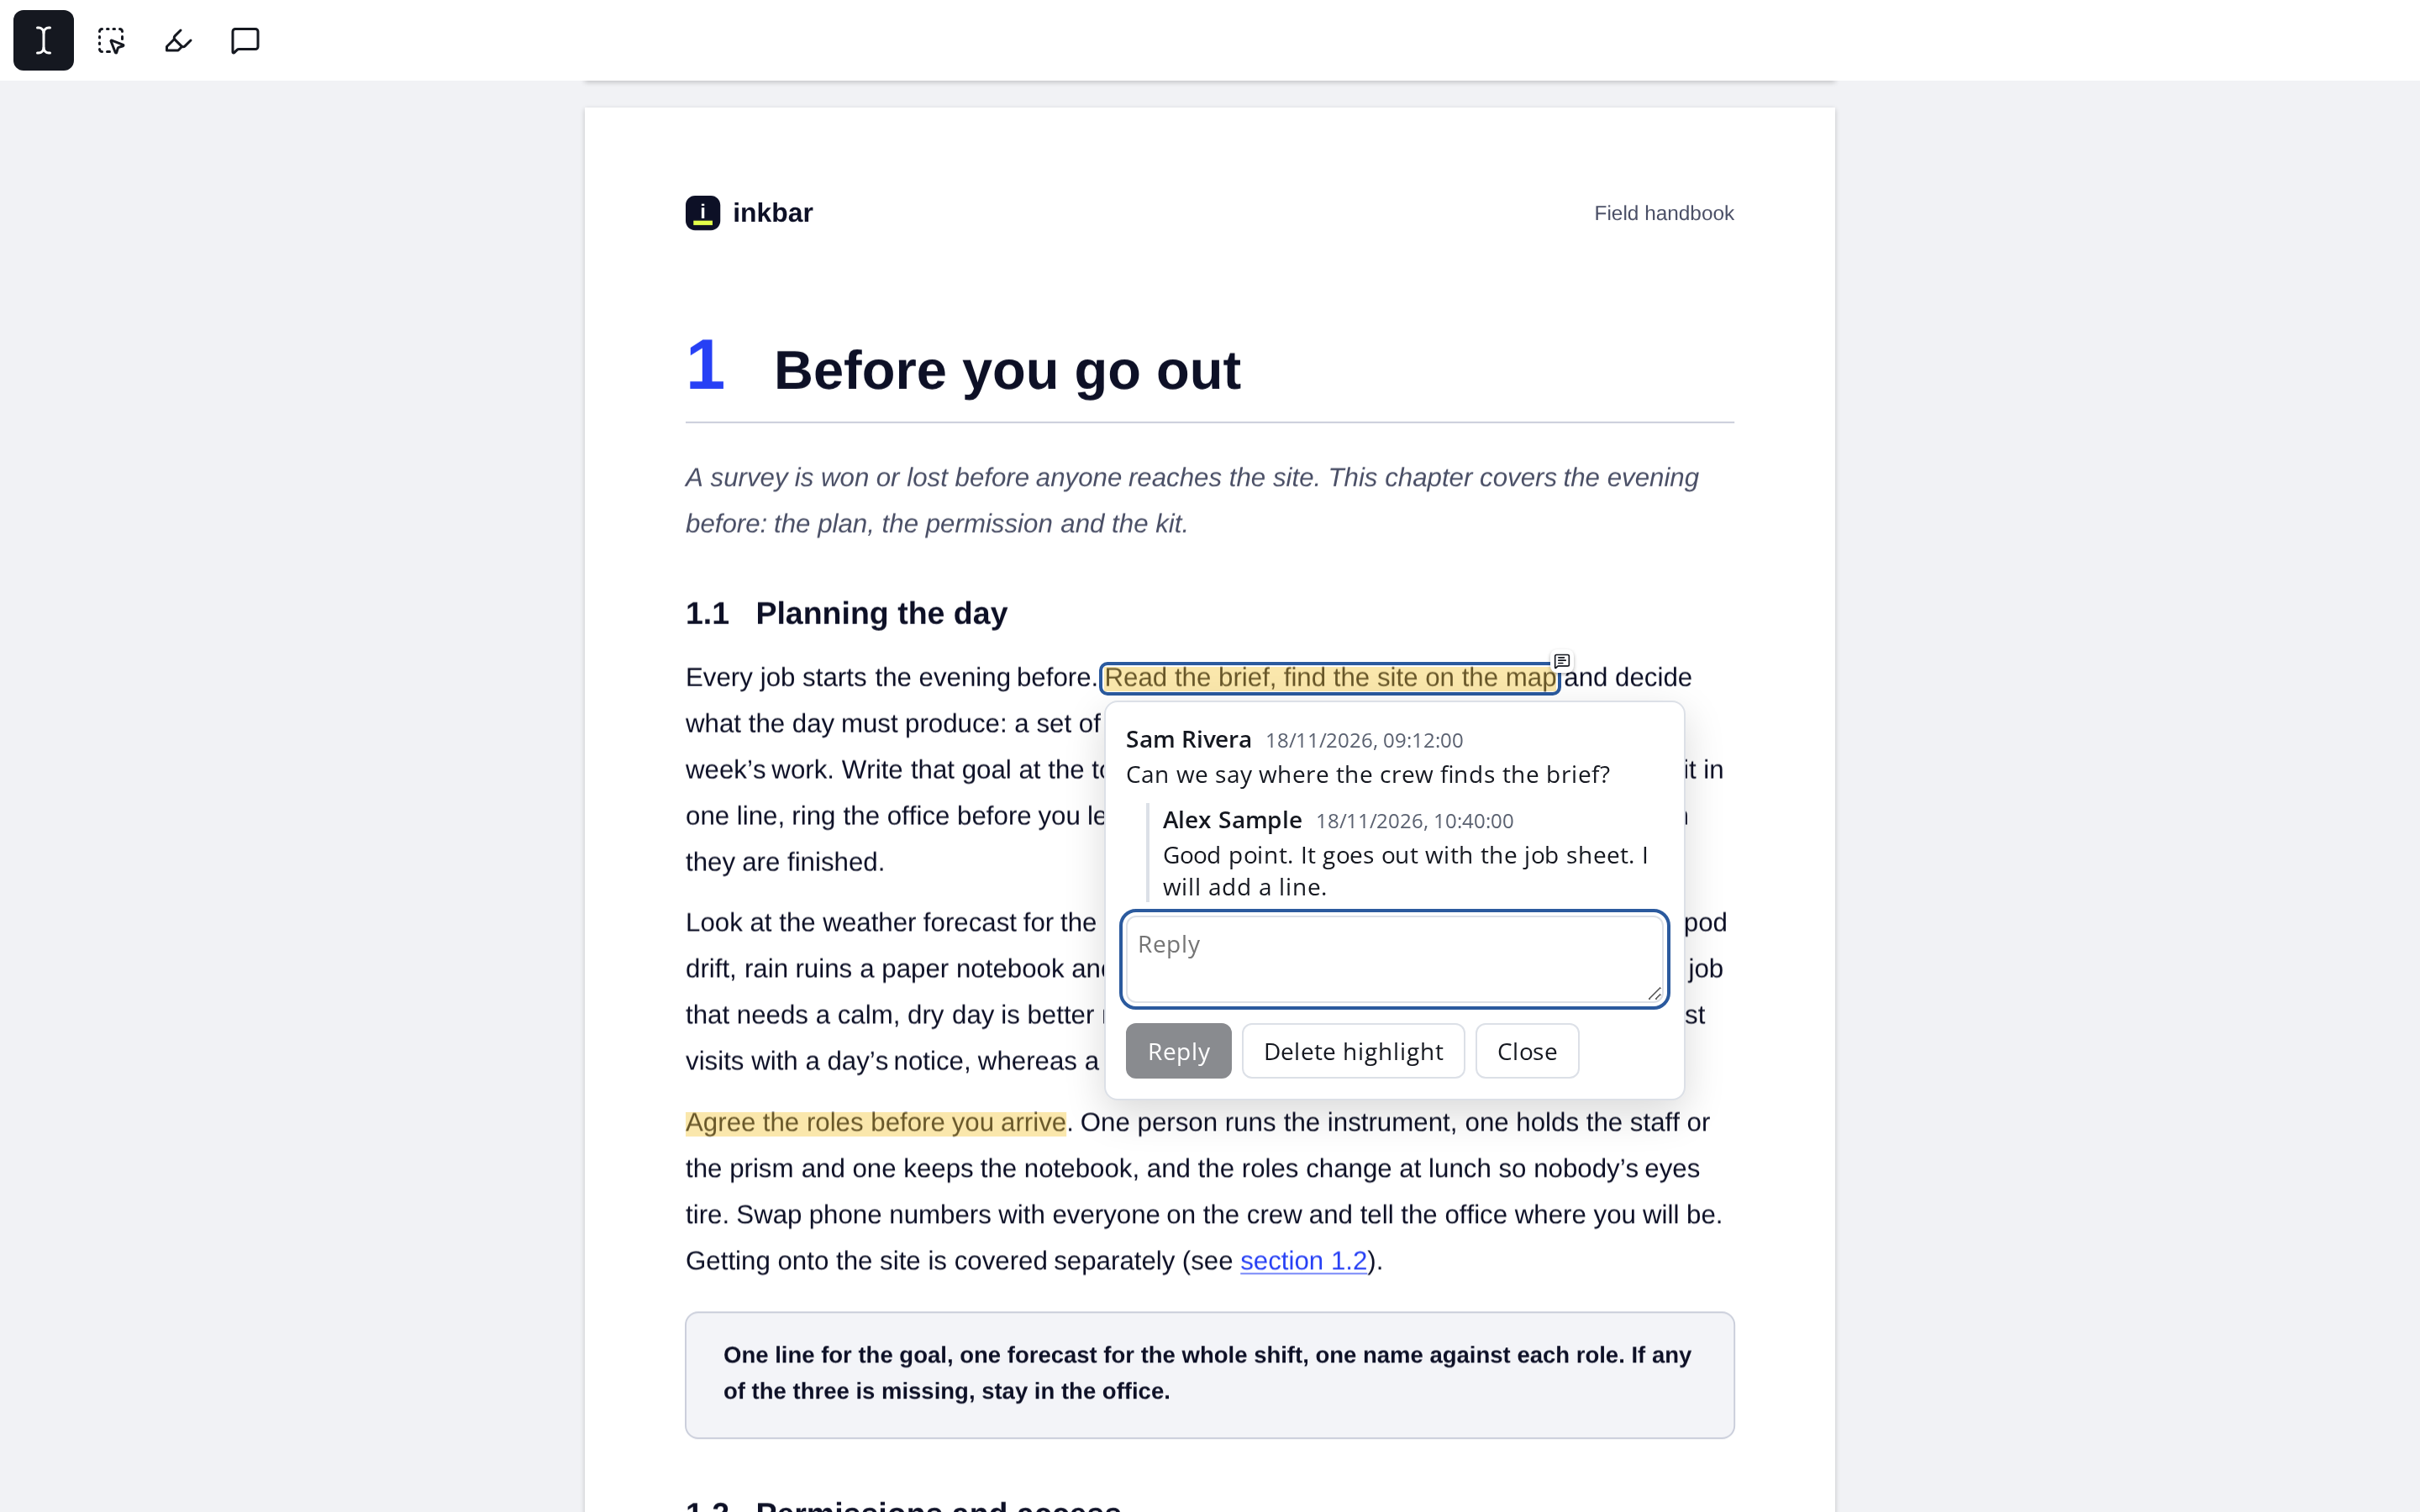 i inkbar
Field handbook
1 Before you go out
A survey is won or lost before anyone reaches the site. This chapter covers the evening
before: the plan, the permission and the kit.
1.1 Planning the day
Every job starts the evening before. Read the brief, find the site on the map and decide
what the day must produce: a set of
week’s work. Write that goal at the it in
one line, ring the office before you
they are finished.
Look at the weather forecast for the pod
drift, rain ruins a paper notebook job
that needs a calm, dry day is better st
visits with a day’s notice, whereas a
Sam Rivera 18/11/2026, 09:12:00
Can we say where the crew finds the brief?
Alex Sample 18/11/2026, 10:40:00
Good point. It goes out with the job sheet. I
will add a line.
Reply
Reply Delete highlight Close
Agree the roles before you arrive. One person runs the instrument, one holds the staff or
the prism and one keeps the notebook, and the roles change at lunch so nobody’s eyes
tire. Swap phone numbers with everyone on the crew and tell the office where you will be.
Getting onto the site is covered separately (see section 1.2).
One line for the goal, one forecast for the whole shift, one name against each role. If any
of the three is missing, stay in the office.
Permissions and access